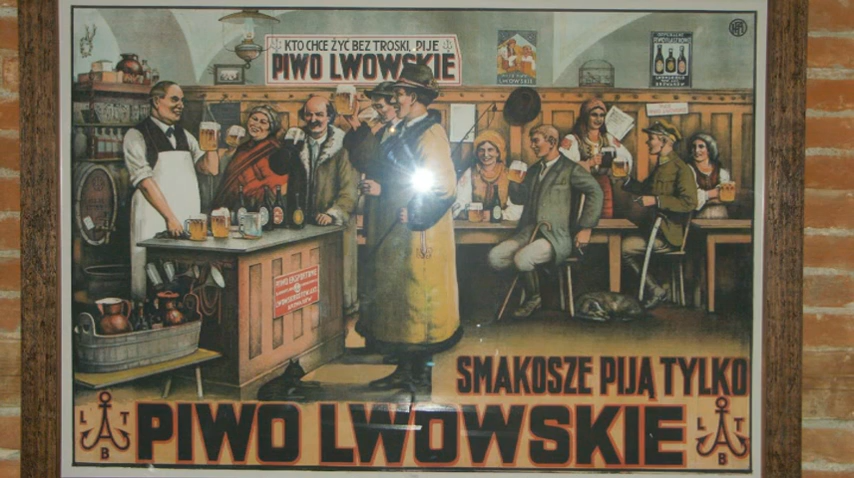 KTO CHCE ŻYĆ BEZ TROSKI, PIJE
PIWO LWOWSKIE
SMAKOSZE PIJĄ TYLKO
PIWO LWOWSKIE
L T
B
L T
B